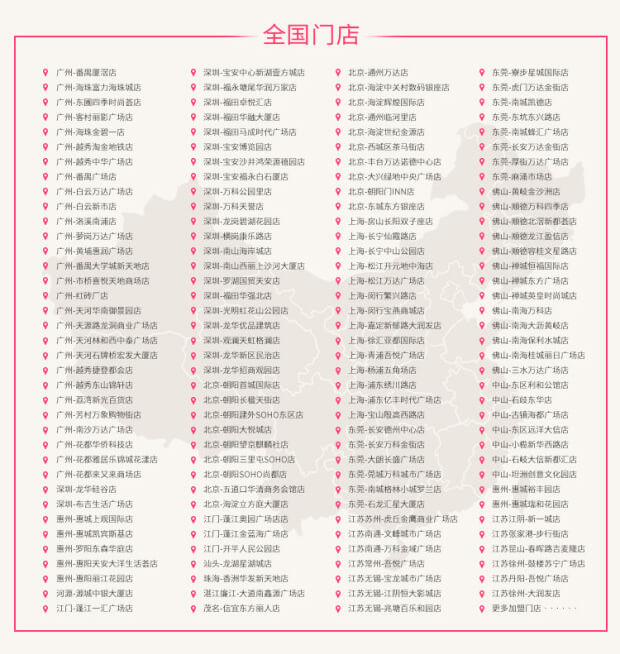 全国门店
广州-番禺厦滘店
广州-海珠富力海珠城店
广州-东圃四季时尚荟店
广州-客村丽影广场店
广州-海珠金碧一店
广州-越秀淘金地铁店
广州-越秀中华广场店
广州-番禺广场店
广州-白云万达广场店
广州-白云新市店
广州-洛溪南浦店
广州-萝岗万达广场店
广州-黄埔惠润广场店
广州-番禺大学城新天地店
广州-市桥喜悦天地商场店
广州-红砖厂店
广州-天河华南御景园店
广州-天源路龙洞商业广场店
广州-天河林和西中泰广场店
广州-天河石牌桥宏发大厦店
广州-越秀捷登都会店
广州-越秀东山锦轩店
广州-荔湾新光百货店
广州-芳村万象购物街店
广州-南沙万达广场店
广州-花都华侨科技店
广州-花都雅居乐锦城花漾店
广州-花都来又来商场店
深圳-龙华硅谷店
深圳-布吉生活广场店
惠州-惠城上观国际店
惠州-惠城凯宾斯基店
惠州-罗阳东森华庭店
惠州-惠阳天安大洋生活荟店
惠州-惠阳丽江花园店
河源-源城中银大厦店
江门-蓬江一汇广场店
深圳-宝安中心新湖壹方城店
深圳-福永塘尾华润万家店
深圳-福田卓悦汇店
深圳-福田华融大厦店
深圳-福田马成时代广场店
深圳-宝安博览园店
深圳-宝安沙井鸿荣源德园店
深圳-宝安福永白石厦店
深圳-万科公园里店
深圳-万科天誉店
深圳-龙岗碧湖花园店
深圳-横岗康乐路店
深圳-南山海岸城店
深圳-南山西丽上沙河大厦店
深圳-罗湖国贸天安店
深圳-福田华强北店
深圳-光明虹花山公园店
深圳-龙华优品建筑店
深圳-观澜天虹格澜店
深圳-龙华新区民治店
深圳-龙华招商观园店
北京-朝阳首城国际店
北京-朝阳长楹天街店
北京-朝阳建外SOHO东区店
北京-朝阳大悦城店
北京-朝阳望京麒麟社店
北京-朝阳三里屯SOHO店
北京-朝阳SOHO尚都店
北京-五道口华清商务会馆店
北京-海淀立方庭大厦店
江门-蓬江奥园广场店店
江门-蓬江金蓝海广场店
江门-开平人民公园店
汕头-龙湖星湖城店
珠海-香洲华发新天地店
湛江廉江-大道南鑫源广场店
茂名-信宜东方丽人店
北京-通州万达店
北京-海淀中关村数码银座店
北京-海淀辉煌国际店
北京-通州临河里店
北京-海淀世纪金源店
北京-西城区茶马街店
北京-丰台万达诺德中心店
北京-大兴绿地中央广场店
北京-朝阳门INN店
北京-东城东方银座店
上海-房山长阳双子座店
上海-长宁仙霞路店
上海-长宁中山公园店
上海-松江开元地中海店
上海-松江万达广场店
上海-闵行繁兴路店
上海-闵行宝燕商城店
上海-嘉定新郁路大润发店
上海-徐汇亚都国际店
上海-青浦吾悦广场店
上海-杨浦五角场店
上海-浦东绣川路店
上海-浦东亿丰时代广场店
上海-宝山殷高西路店
东莞-长安德州中心店
东莞-长安万科金街店
东莞-大朗长盛广场店
东莞-莞城万科城市广场店
东莞-南城格林小城罗兰店
东莞-石龙汇星大厦店
江苏苏州-虎丘金鹰商业广场店
江苏南通-文峰城市广场店
江苏南通-万科金域广场店
江苏常州-吾悦广场店
江苏无锡-宝龙城市广场店
江苏无锡-江阴恒大影城店
江苏无锡-兆塘百乐和园店
东莞-寮步星城国际店
东莞-虎门万达金街店
东莞-南城凯德店
东莞-东坑东兴路店
东莞-南城蜂汇广场店
东莞-长安万达金街店
东莞-厚街万达广场店
东莞-麻涌市场店
佛山-黄岐金沙洲店
佛山-顺德万科四季店
佛山-顺德北滘新都荟店
佛山-顺德龙江盈信店
佛山-顺德容桂文星路店
佛山-禅城恒福国际店
佛山-禅城东方广场店
佛山-禅城英皇时尚城店
佛山-南海万科店
佛山-南海大沥黄岐店
佛山-南海保利水城店
佛山-南海桂城丽日广场店
佛山-三水万达广场店
中山-东区利和公馆店
中山-石岐东华店
中山-古镇海都广场店
中山-东区远洋大信店
中山-小榄新华西路店
中山-石岐大信新都汇店
中山-坦洲创意文化园店
惠州-惠城裕丰园店
惠州-惠城瑞和花园店
江苏江阴-新一城店
江苏张家港-步行街店
江苏昆山-春晖路吉麦隆店
江苏徐州-鼓楼苏宁广场店
江苏丹阳-吾悦广场店
江苏徐州-大润发店
更多加盟门店 · · · · · ·